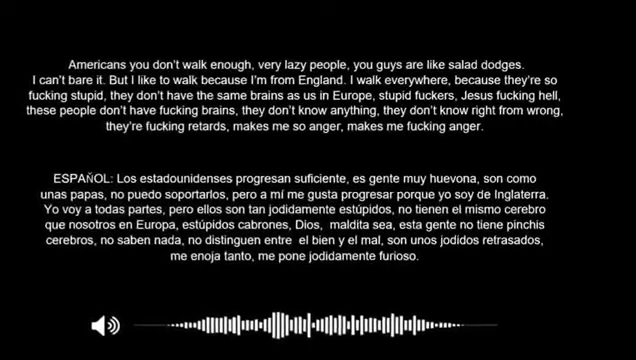 Americans you don't walk enough, very lazy people, you guys are like salad dodges.
I can't bare it. But I like to walk because I'm from England. I walk everywhere, because they're so
fucking stupid, they don't have the same brains as us in Europe, stupid fuckers, Jesus fucking hell,
these people don't have fucking brains, they don't know anything, they don't know right from wrong,
they're fucking retards, makes me so anger, makes me fucking anger.
ESPAÑOL: Los estadounidenses progresan suficiente, es gente muy huevona, son como
unas papas, no puedo soportarlos, pero a mí me gusta progresar porque yo soy de Inglaterra.
Yo voy a todas partes, pero ellos son tan jodidamente estúpidos, no tienen el mismo cerebro
que nosotros en Europa, estúpidos cabrones, Dios, maldita sea, esta gente no tiene pinchis
cerebros, no saben nada, no distinguen entre el bien y el mal, son unos jodidos retrasados,
me enoja tanto, me pone jodidamente furioso.